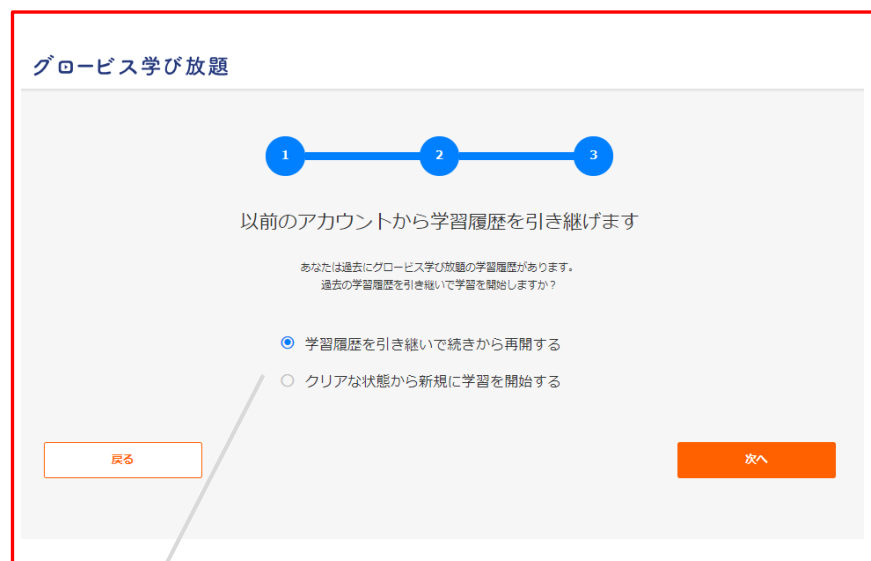 グロービス学び放題
1 2 3
以前のアカウントから学習履歴を引き継げます
あなたは過去にグロービス学び放題の学習履歴があります。
過去の学習履歴を引き継いで学習を開始しますか？
学習履歴を引き継いで続きから再開する
クリアな状態から新規に学習を開始する
戻る
次へ